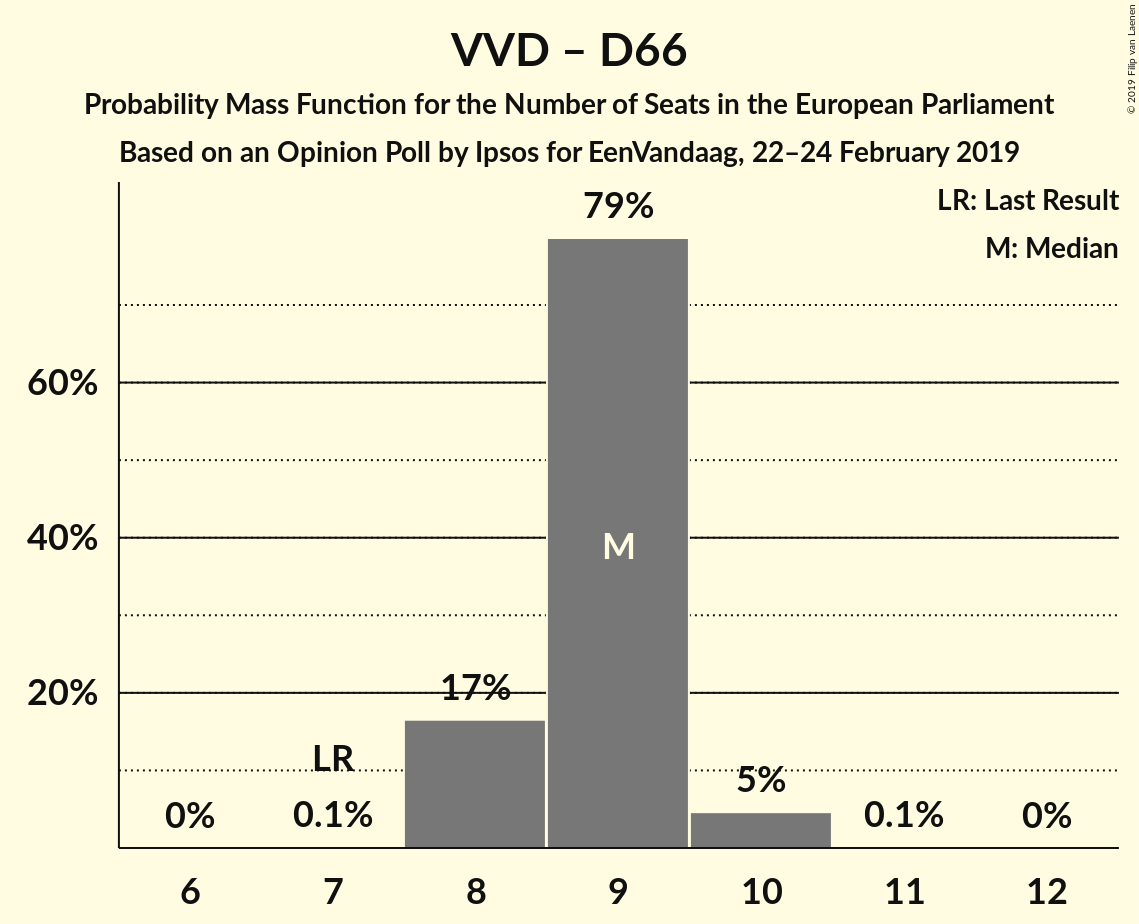 VVD – D66
Probability Mass Function for the Number of Seats in the European Parliament
Based on an Opinion Poll by Ipsos for EenVandaag, 22–24 February 2019
© 2019 Filip van Laenen
LR: Last Result
M: Median
79%
60%
40%
M
20%
17%
LR
5%
0%
0.1%
0.1%
0%
6 7 8 9 10 11 12